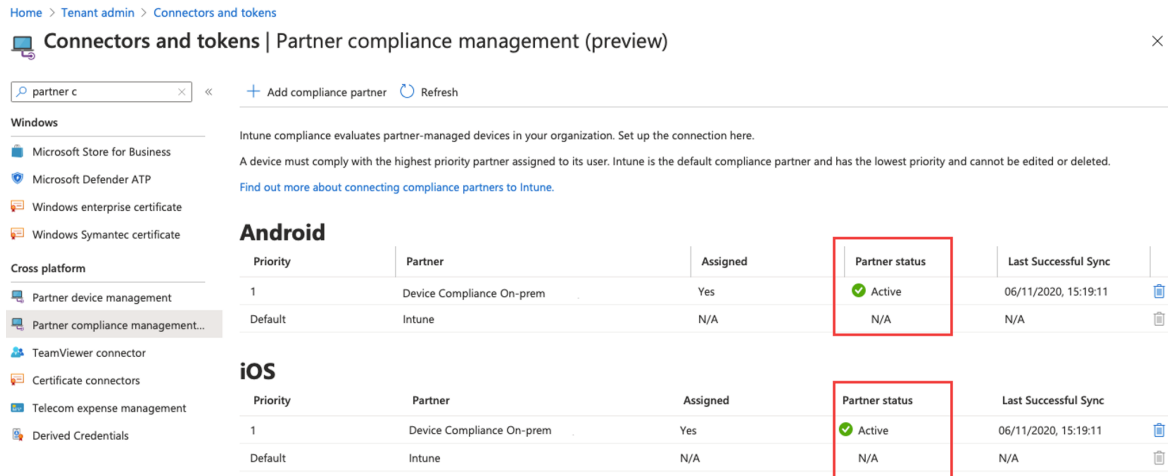 Home > Tenant admin > Connectors and tokens
Connectors and tokens | Partner compliance management (preview)
partner c
Windows
Microsoft Store for Business
Microsoft Defender ATP
Windows enterprise certificate
Windows Symantec certificate
Cross platform
Partner device management
Partner compliance management...
TeamViewer connector
Certificate connectors
Telecom expense management
Derived Credentials
Add compliance partner Refresh
Intune compliance evaluates partner-managed devices in your organization. Set up the connection here.
A device must comply with the highest priority partner assigned to its user. Intune is the default compliance partner and has the lowest priority and cannot be edited or deleted.
Find out more about connecting compliance partners to Intune.
Android
Priority Partner Assigned Partner status Last Successful Sync
1 Device Compliance On-prem Yes Active 06/11/2020, 15:19:11
Default Intune N/A N/A N/A
iOS
Priority Partner Assigned Partner status Last Successful Sync
1 Device Compliance On-prem Yes Active 06/11/2020, 15:19:11
Default Intune N/A N/A N/A